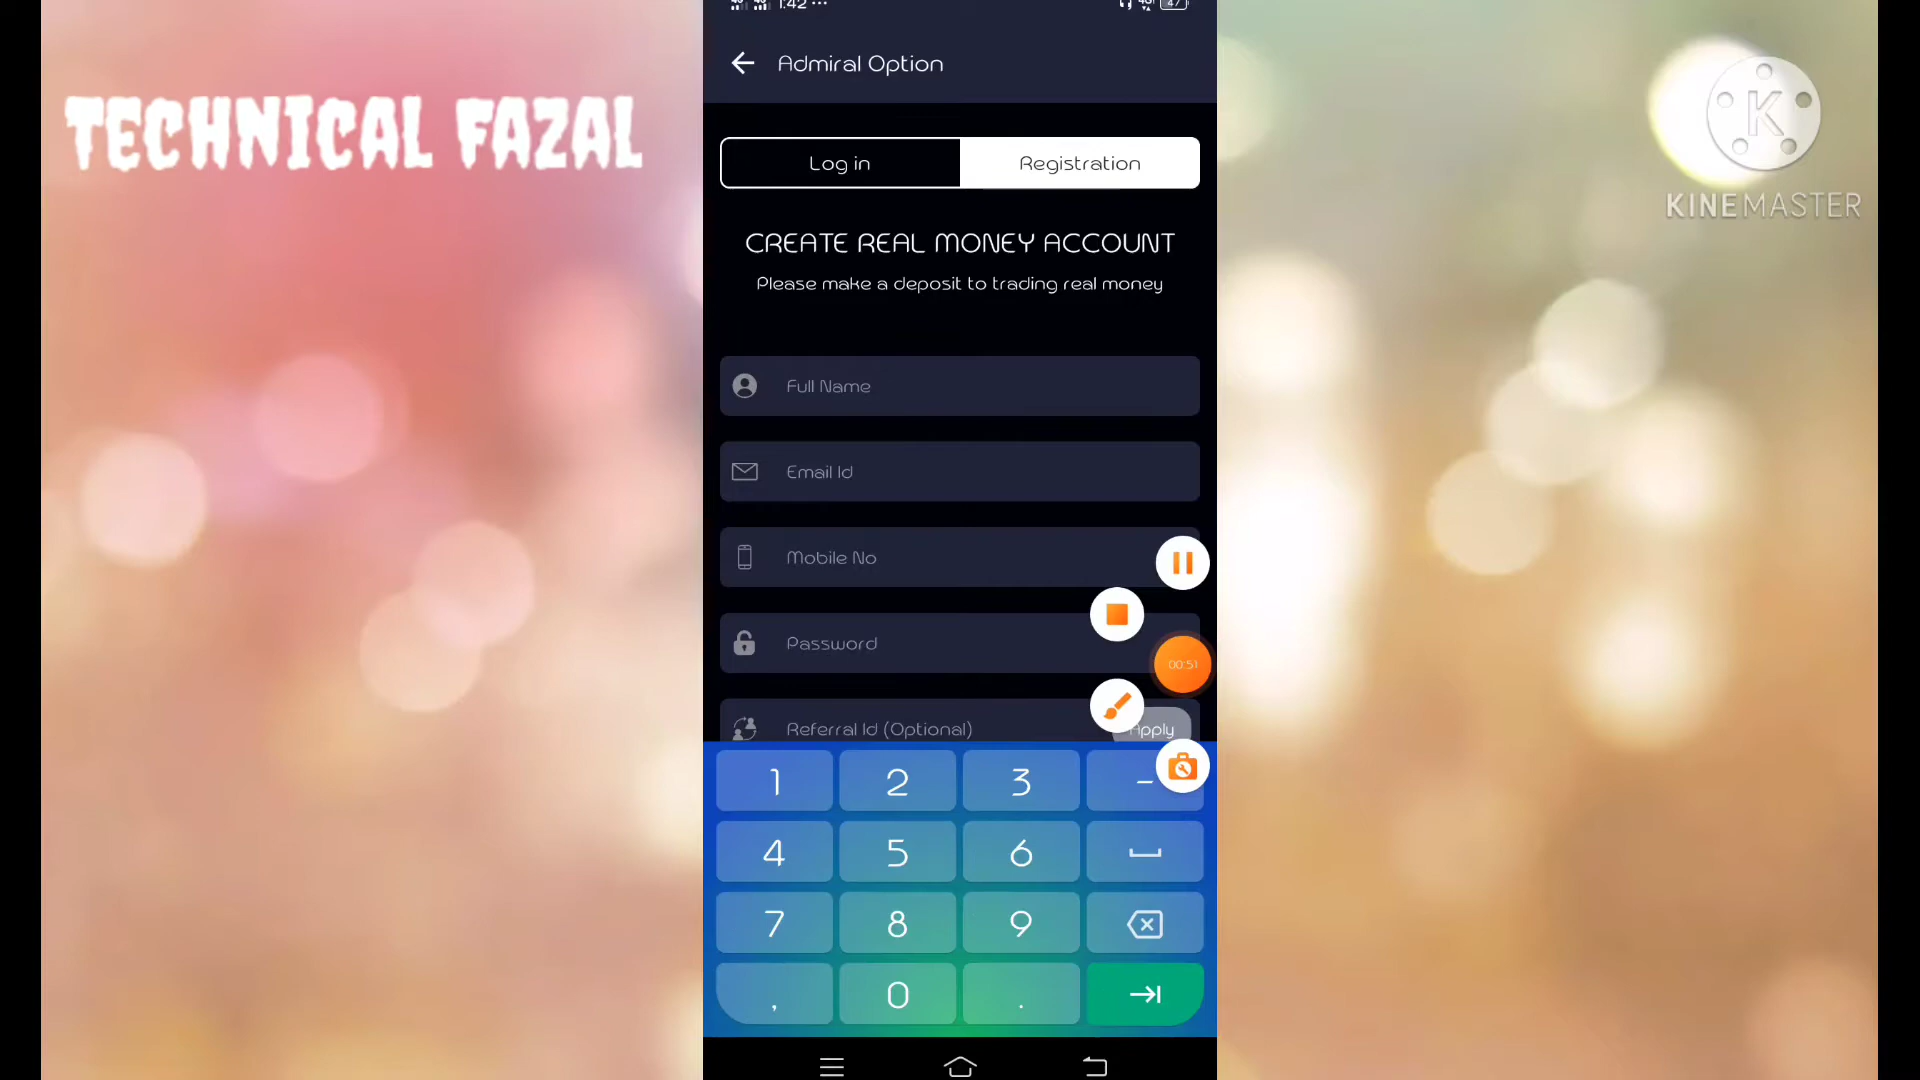 1:42
47
Admiral Option
TECHNICAL FAZAL
K
KINEMASTER
Log in
Registration
CREATE REAL MONEY ACCOUNT
Please make a deposit to trading real money
Full Name
Email Id
Mobile No
Password
00:51
Referral Id (Optional)
Apply
1 2 3 -
4 5 6
7 8 9
, 0 .